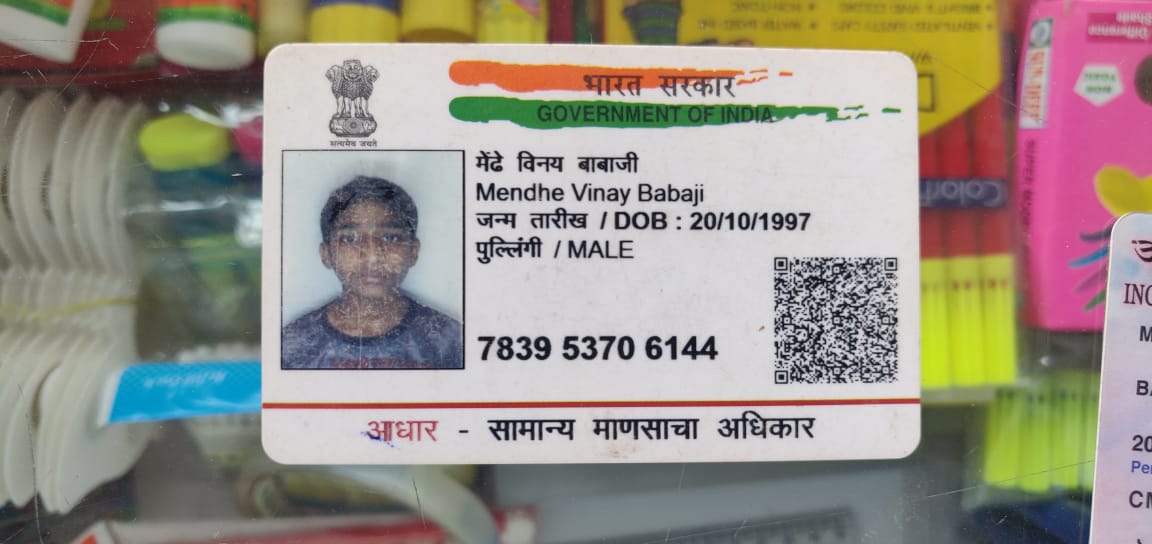 भारत सरकार
GOVERNMENT OF INDIA
सत्यमेव जयते
मेंढे विनय बाबाजी
Mendhe Vinay Babaji
जन्म तारीख / DOB : 20/10/1997
पुल्लिंगी / MALE
7839 5370 6144
आधार - सामान्य माणसाचा अधिकार